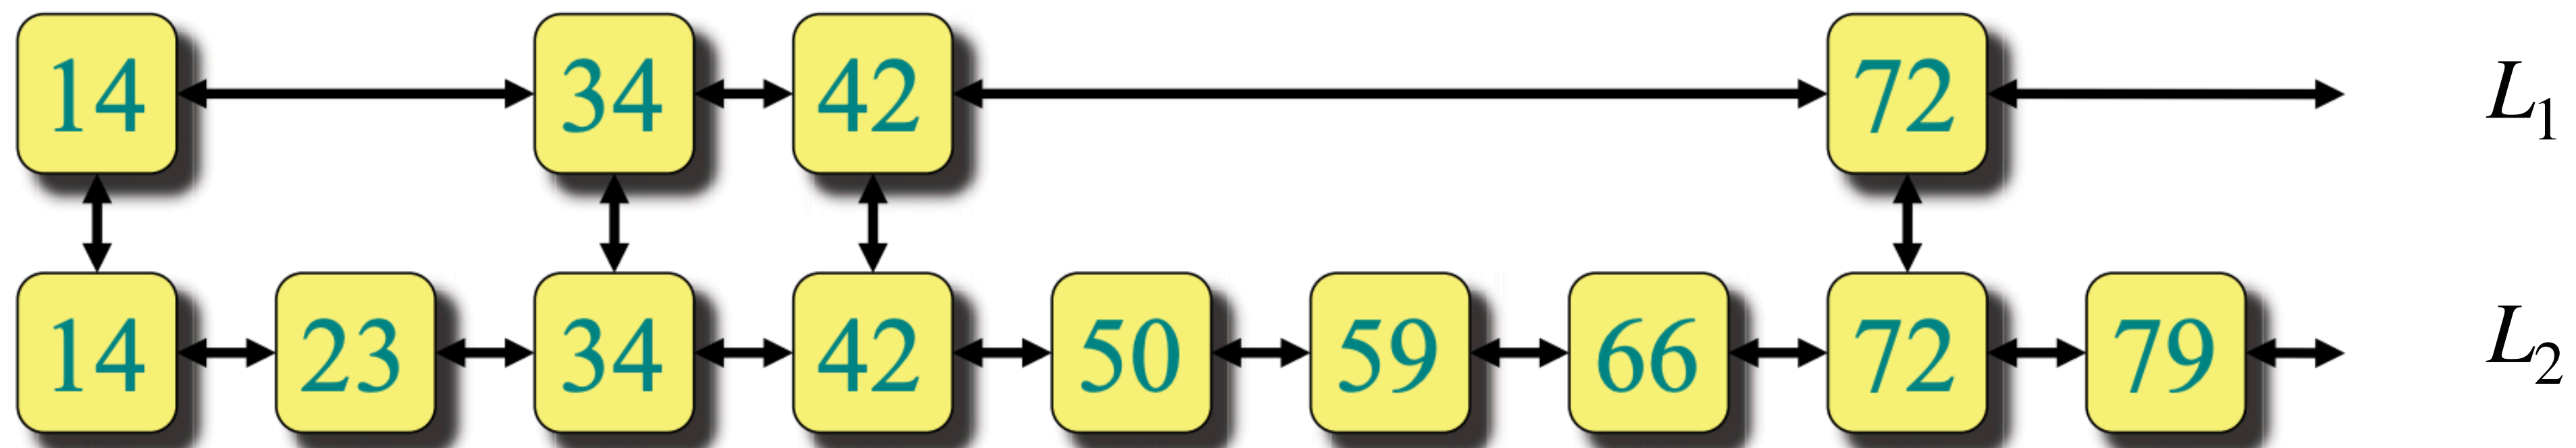 14 34 42 72 L₁
14 23 34 42 50 59 66 72 79 L₂